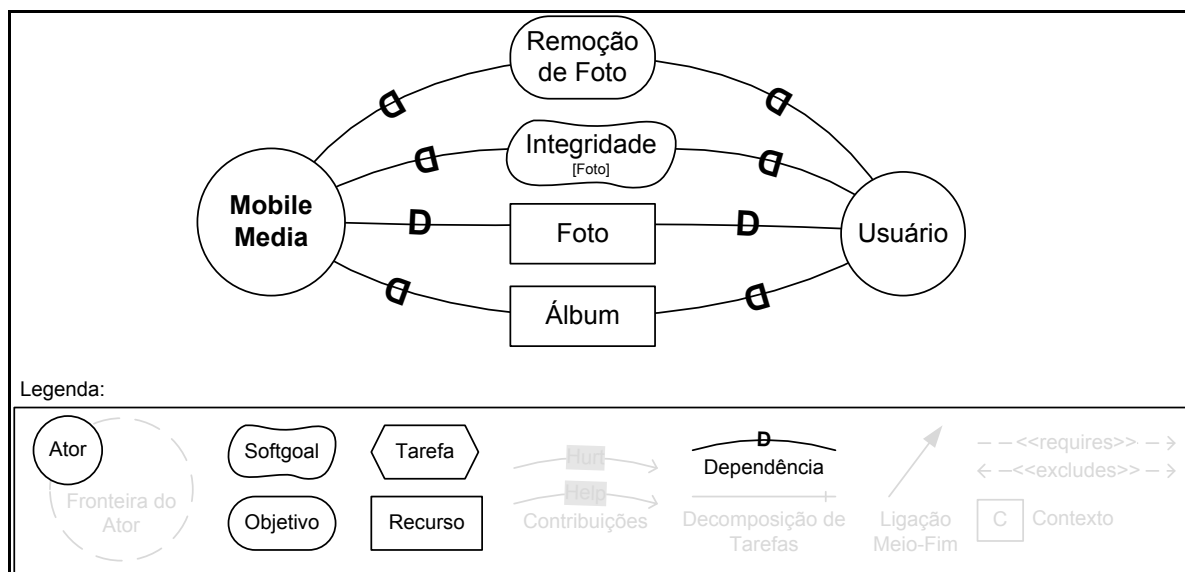 Remoção
de Foto
D
D
Integridade
[Foto]
D
D
Mobile
Media
D
Foto
D
Usuário
D
Álbum
D
Legenda:
Ator
Fronteira do
Ator
Softgoal
Objetivo
Tarefa
Recurso
Hurt
Help
Contribuições
D
Dependência
Decomposição de
Tarefas
Ligação
Meio-Fim
<<requires>>
<<excludes>>
C
Contexto